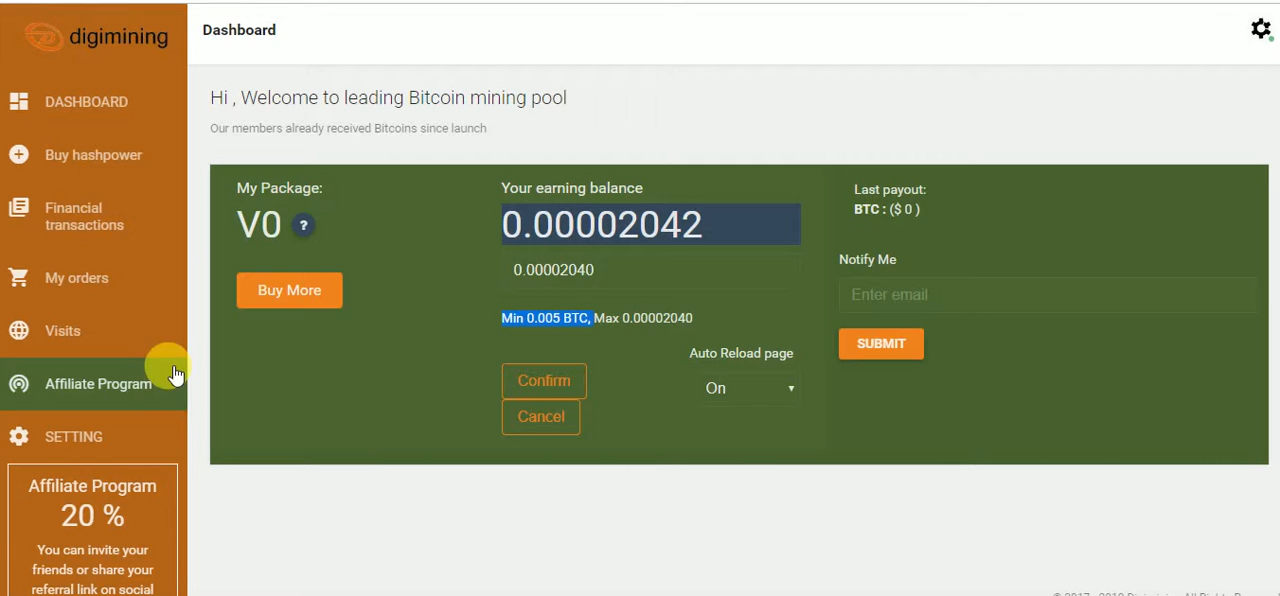 digimining
Dashboard
DASHBOARD
Buy hashpower
Financial
transactions
My orders
Visits
Affiliate Program
SETTING
Affiliate Program
20 %
You can invite your
friends or share your
referral link on social
Hi , Welcome to leading Bitcoin mining pool
Our members already received Bitcoins since launch
My Package:
V0 ?
Buy More
Your earning balance
0.00002042
0.00002040
Min 0.005 BTC, Max 0.00002040
Auto Reload page
On
Confirm
Cancel
Last payout:
BTC : ($ 0 )
Notify Me
Enter email
SUBMIT